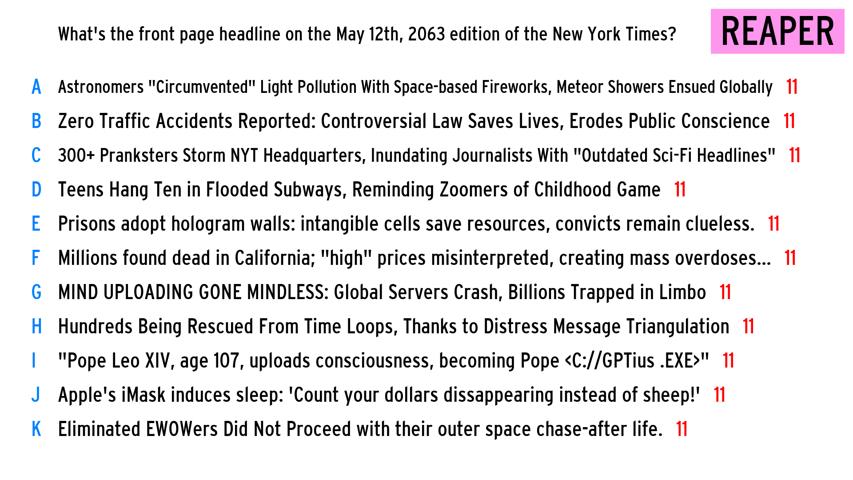 What's the front page headline on the May 12th, 2063 edition of the New York Times?
REAPER
A Astronomers "Circumvented" Light Pollution With Space-based Fireworks, Meteor Showers Ensued Globally 11
B Zero Traffic Accidents Reported: Controversial Law Saves Lives, Erodes Public Conscience 11
C 300+ Pranksters Storm NYT Headquarters, Inundating Journalists With "Outdated Sci-Fi Headlines" 11
D Teens Hang Ten in Flooded Subways, Reminding Zoomers of Childhood Game 11
E Prisons adopt hologram walls: intangible cells save resources, convicts remain clueless. 11
F Millions found dead in California; "high" prices misinterpreted, creating mass overdoses... 11
G MIND UPLOADING GONE MINDLESS: Global Servers Crash, Billions Trapped in Limbo 11
H Hundreds Being Rescued From Time Loops, Thanks to Distress Message Triangulation 11
I "Pope Leo XIV, age 107, uploads consciousness, becoming Pope <C://GPTius .EXE>" 11
J Apple's iMask induces sleep: 'Count your dollars dissappearing instead of sheep!' 11
K Eliminated EWOWers Did Not Proceed with their outer space chase-after life. 11